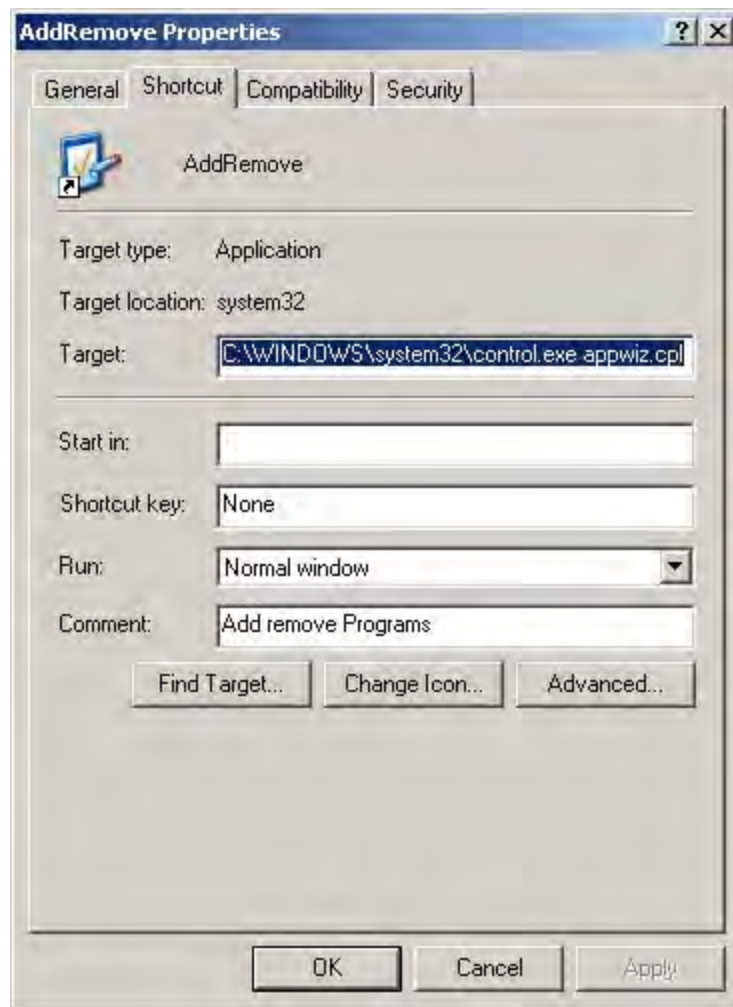 AddRemove Properties
General Shortcut Compatibility Security
AddRemove
Target type: Application
Target location: system32
Target: C:\WINDOWS\system32\control.exe appwiz.cpl
Start in:
Shortcut key: None
Run: Normal window
Comment: Add remove Programs
Find Target... Change Icon... Advanced...
OK Cancel Apply